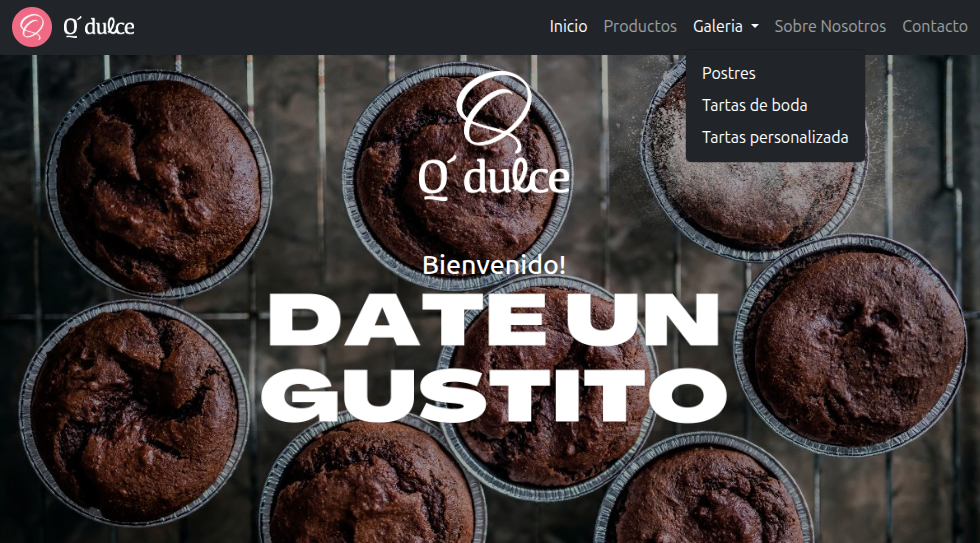 Q´dulce
Inicio Productos Galeria Sobre Nosotros Contacto
Postres
Tartas de boda
Tartas personalizada
Q´dulce
Bienvenido!
DATE UN
GUSTITO